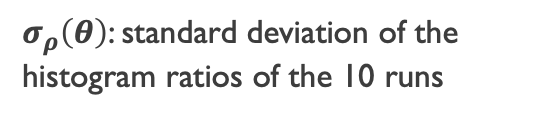 σρ(θ): standard deviation of the
histogram ratios of the 10 runs